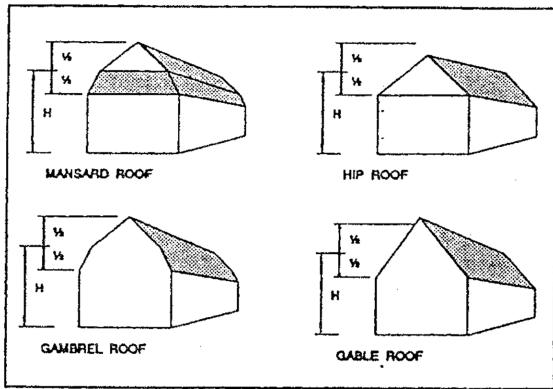 ½
½
H
MANSARD ROOF
½
½
H
HIP ROOF
½
½
H
GAMBREL ROOF
½
½
H
GABLE ROOF